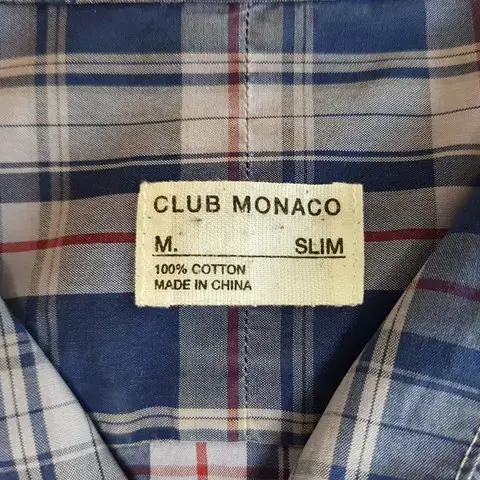 CLUB MONACO
M. SLIM
100% COTTON
MADE IN CHINA